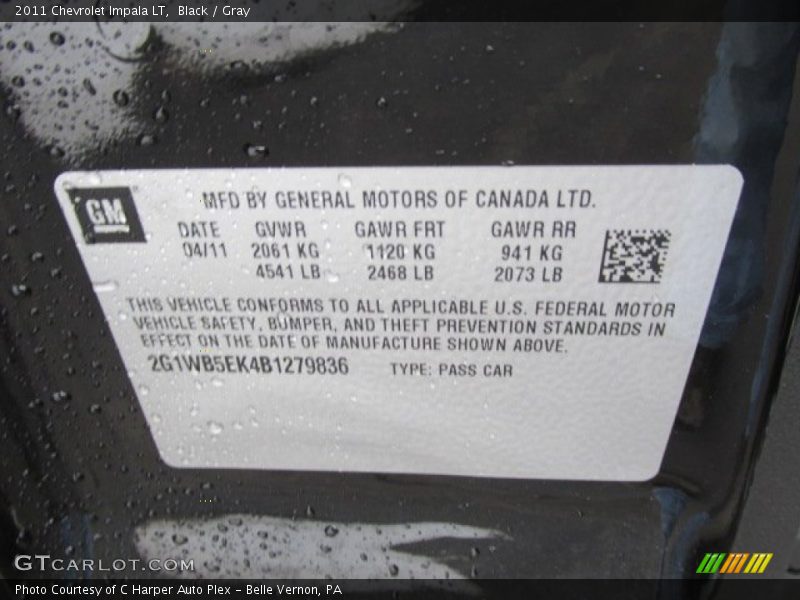 2011 Chevrolet Impala LT, Black / Gray
GM
MFD BY GENERAL MOTORS OF CANADA LTD.
DATE GVWR GAWR FRT GAWR RR
04/11 2061 KG 1120 KG 941 KG
4541 LB 2468 LB 2073 LB
THIS VEHICLE CONFORMS TO ALL APPLICABLE U.S. FEDERAL MOTOR
VEHICLE SAFETY, BUMPER, AND THEFT PREVENTION STANDARDS IN
EFFECT ON THE DATE OF MANUFACTURE SHOWN ABOVE.
2G1WB5EK4B1279836 TYPE: PASS CAR
GTCARLOT.COM
Photo Courtesy of C Harper Auto Plex - Belle Vernon, PA